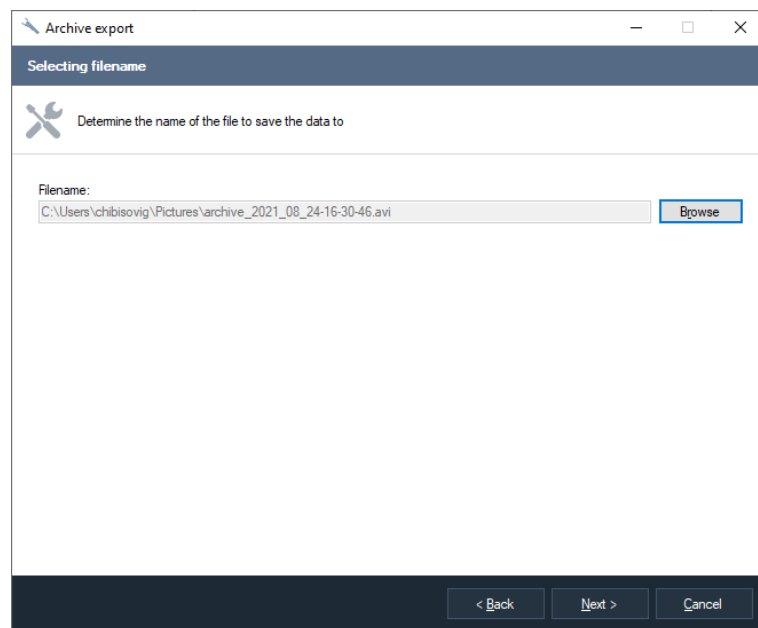 Archive export
Selecting filename
Determine the name of the file to save the data to
Filename:
C:\Users\chibisovig\Pictures\archive_2021_08_24-16-30-46.avi
Browse
< Back
Next >
Cancel